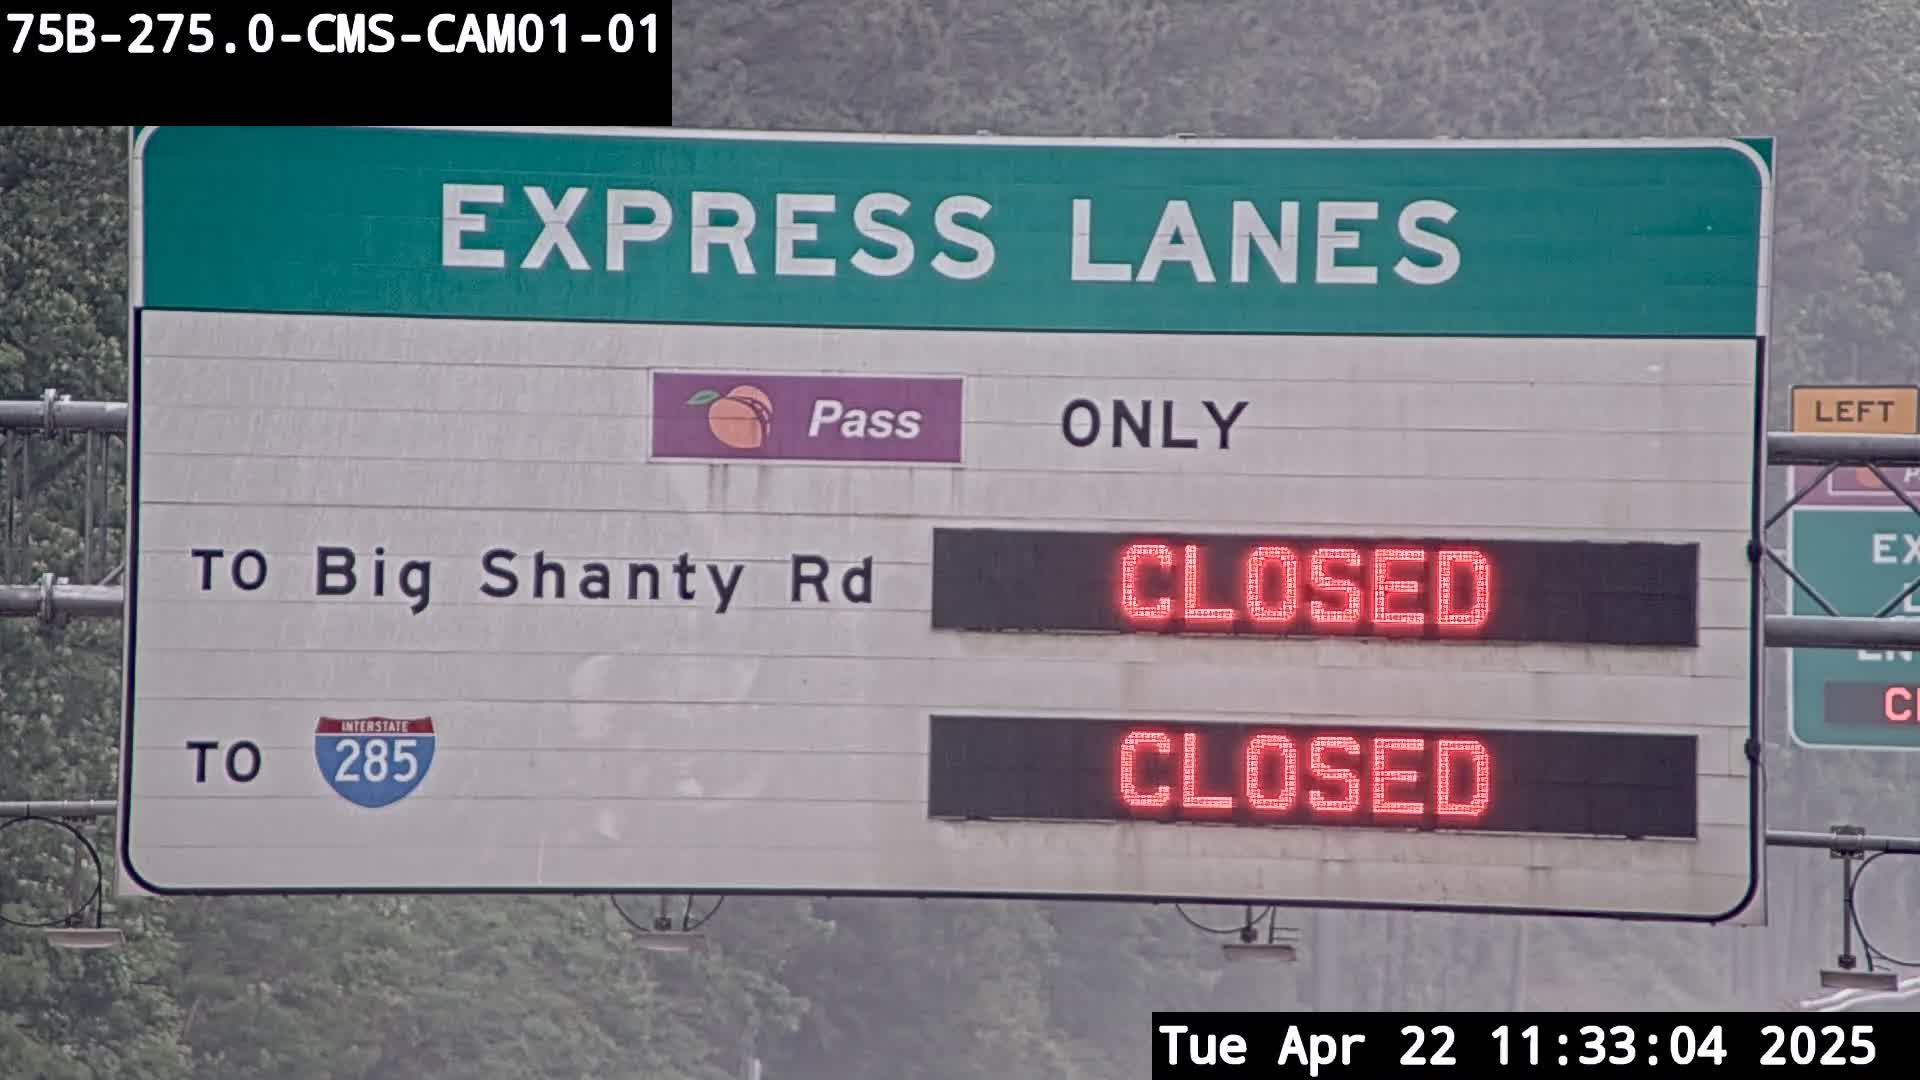 75B-275.0-CMS-CAM01-01
EXPRESS LANES
Pass ONLY
TO Big Shanty Rd CLOSED
TO INTERSTATE 285 CLOSED
LEFT
EX
Tue Apr 22 11:33:04 2025